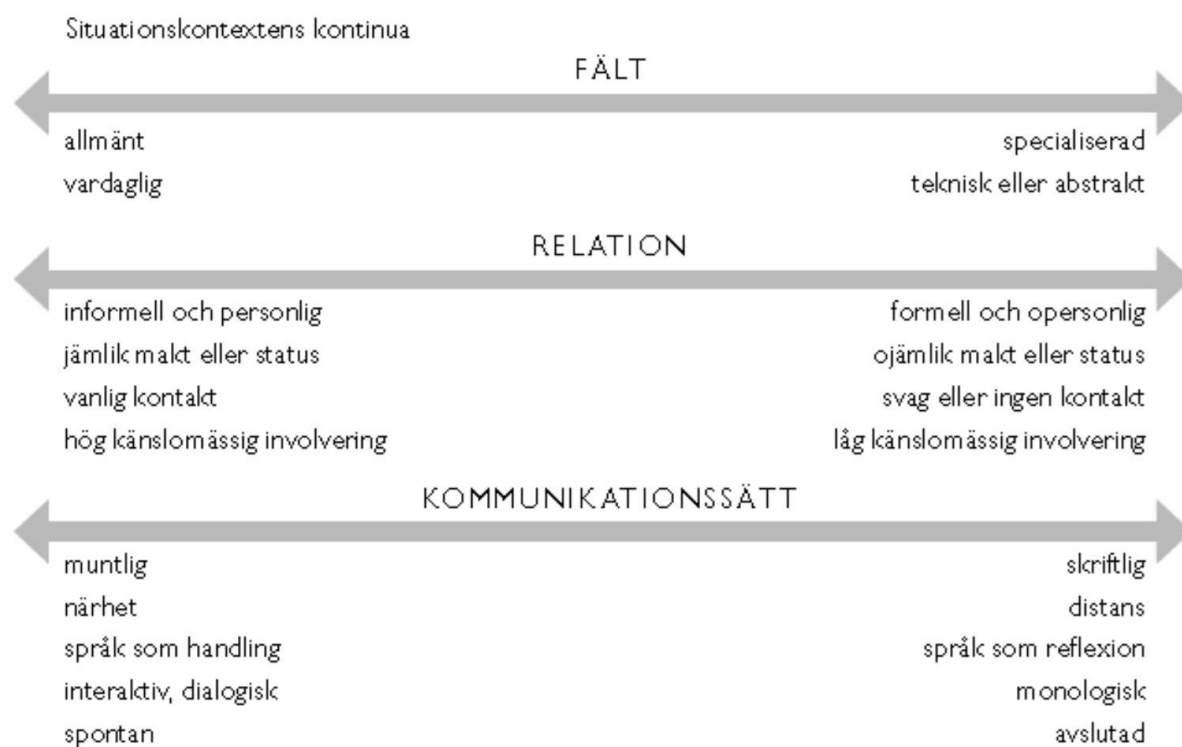 Situationskontextens kontinua
FÄLT
allmänt specialiserad
vardaglig teknisk eller abstrakt
RELATION
informell och personlig formell och opersonlig
jämlik makt eller status ojämlik makt eller status
vanlig kontakt svag eller ingen kontakt
hög känslomässig involvering låg känslomässig involvering
KOMMUNIKATIONSSÄTT
muntlig skriftlig
närhet distans
språk som handling språk som reflexion
interaktiv, dialogisk monologisk
spontan avslutad